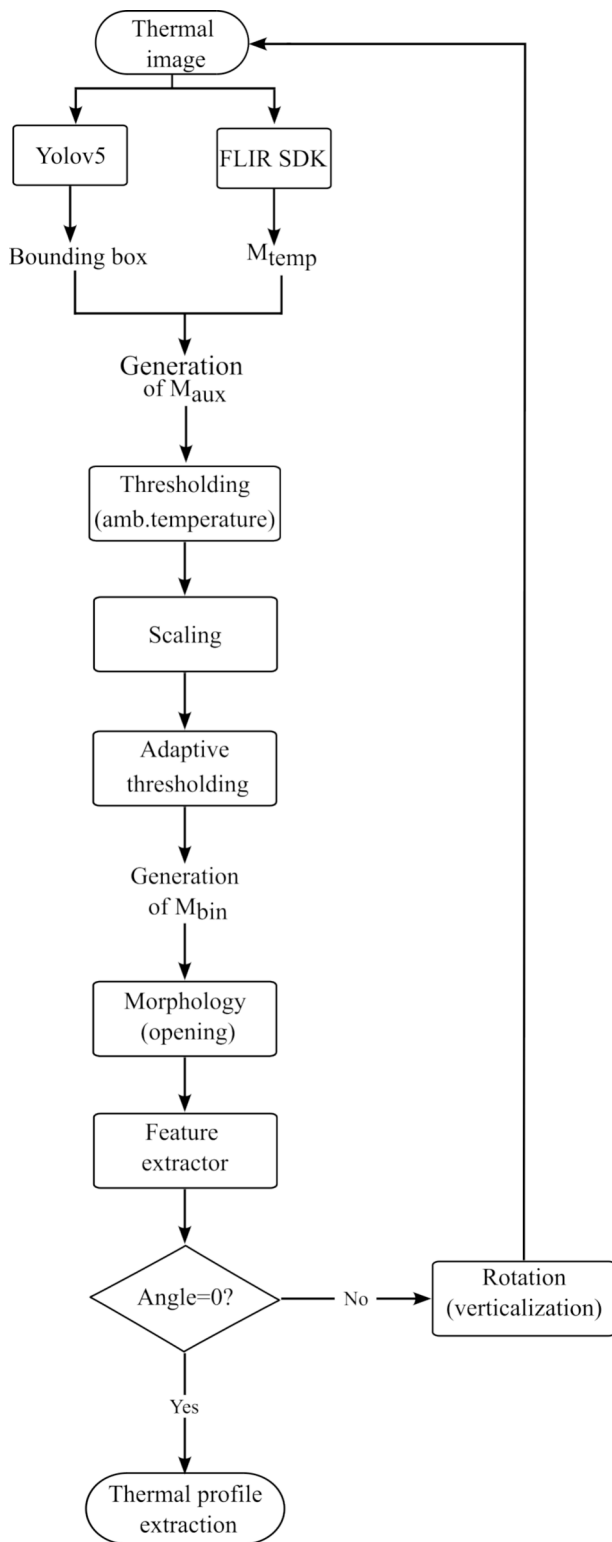 Thermal
image
Yolov5
FLIR SDK
Bounding box
Mtemp
Generation
of Maux
Thresholding
(amb.temperature)
Scaling
Adaptive
thresholding
Generation
of Mbin
Morphology
(opening)
Feature
extractor
Angle=0?
No
Rotation
(verticalization)
Yes
Thermal profile
extraction